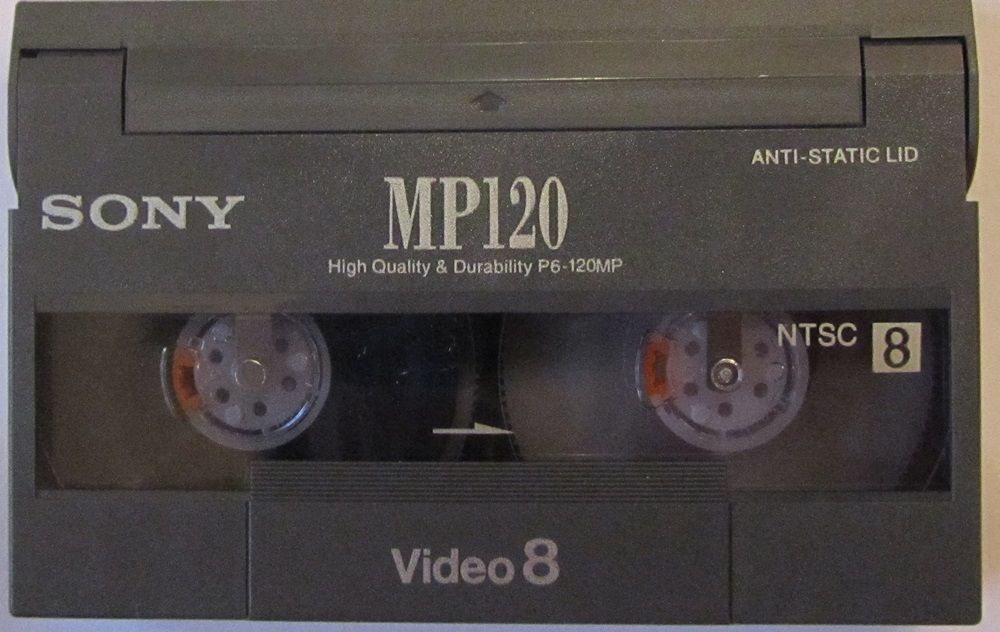 ANTI-STATIC LID
SONY
MP120
High Quality & Durability P6-120MP
NTSC 8
Video 8